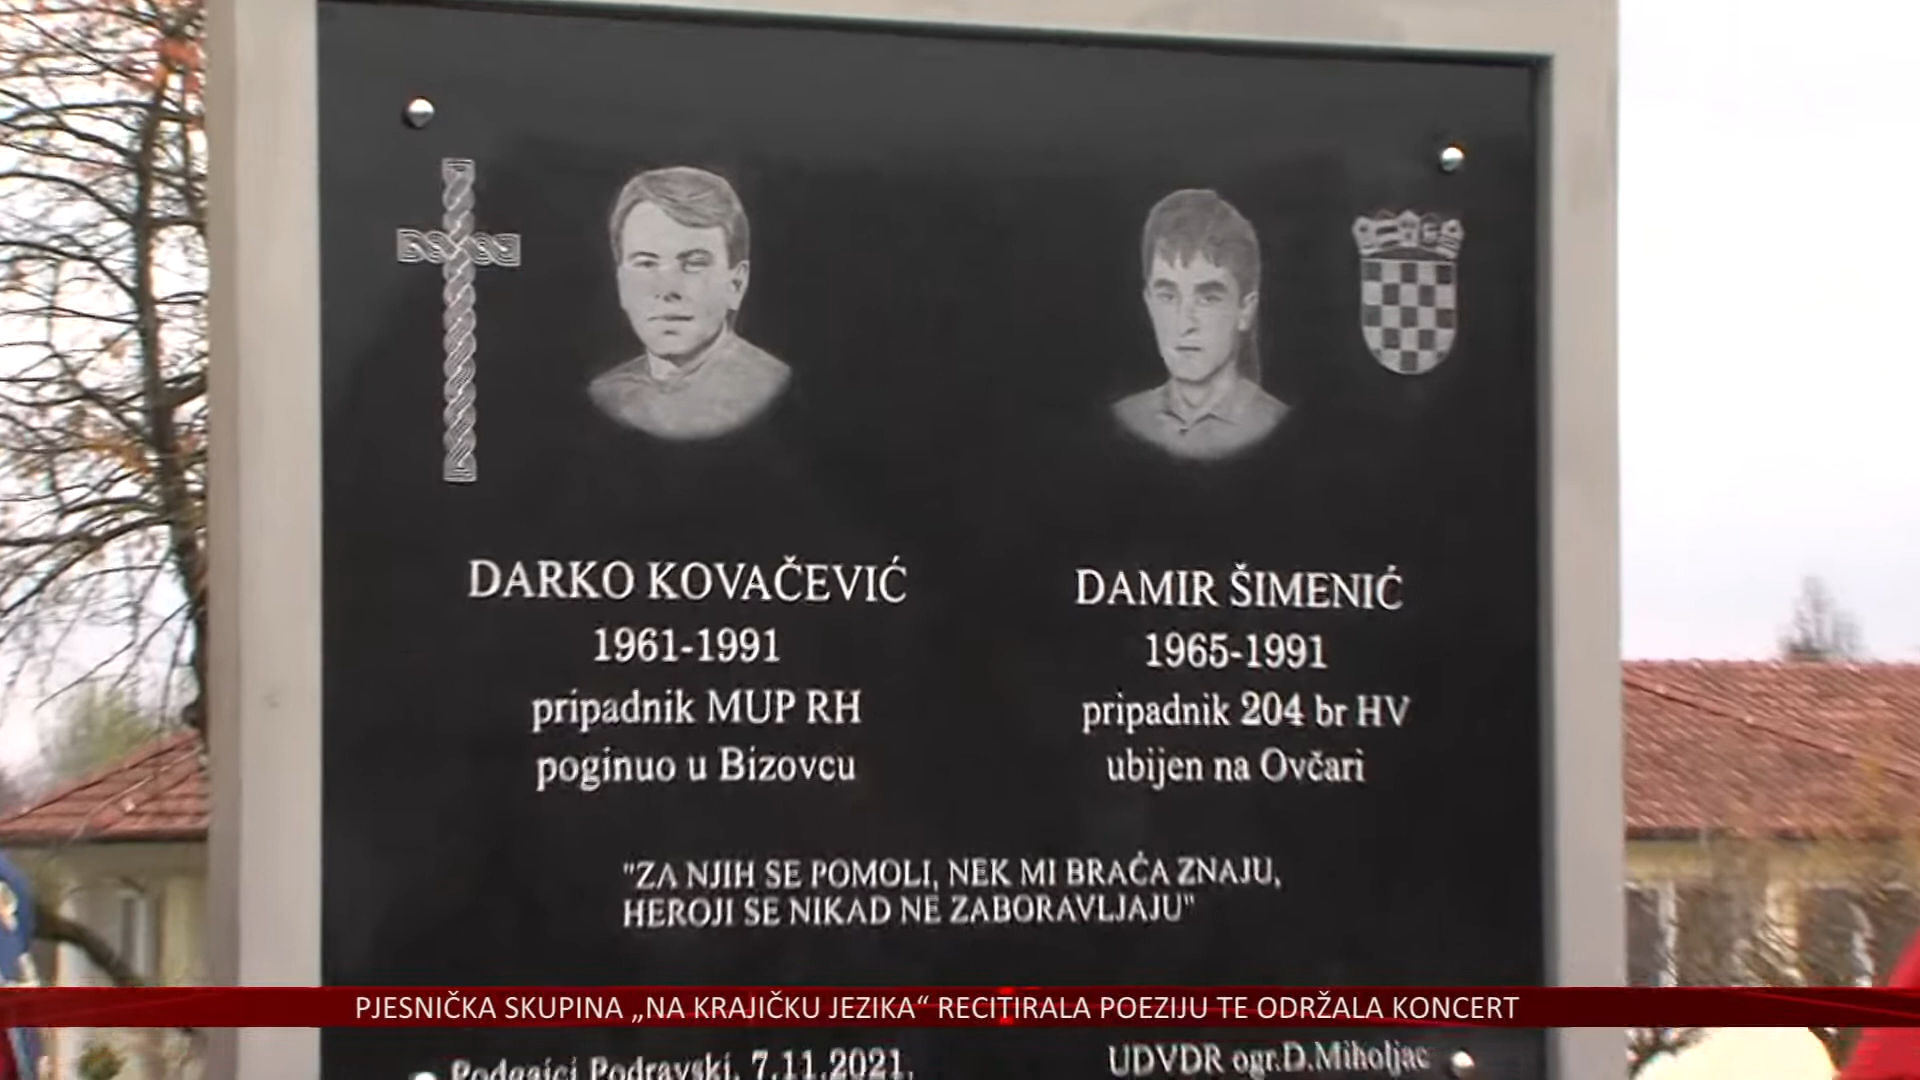 DARKO KOVAČEVIĆ
1961-1991
pripadnik MUP RH
poginuo u Bizovcu
DAMIR ŠIMENIĆ
1965-1991
pripadnik 204 br HV
ubijen na Ovčari
"ZA NJIH SE POMOLI, NEK MI BRAĆA ZNAJU,
HEROJI SE NIKAD NE ZABORAVLJAJU"
PJESNIČKA SKUPINA „NA KRAJIČKU JEZIKA“ RECITIRALA POEZIJU TE ODRŽALA KONCERT
Podgajci Podravski, 7.11.2021.
UDVDR ogr.D.Miholjac